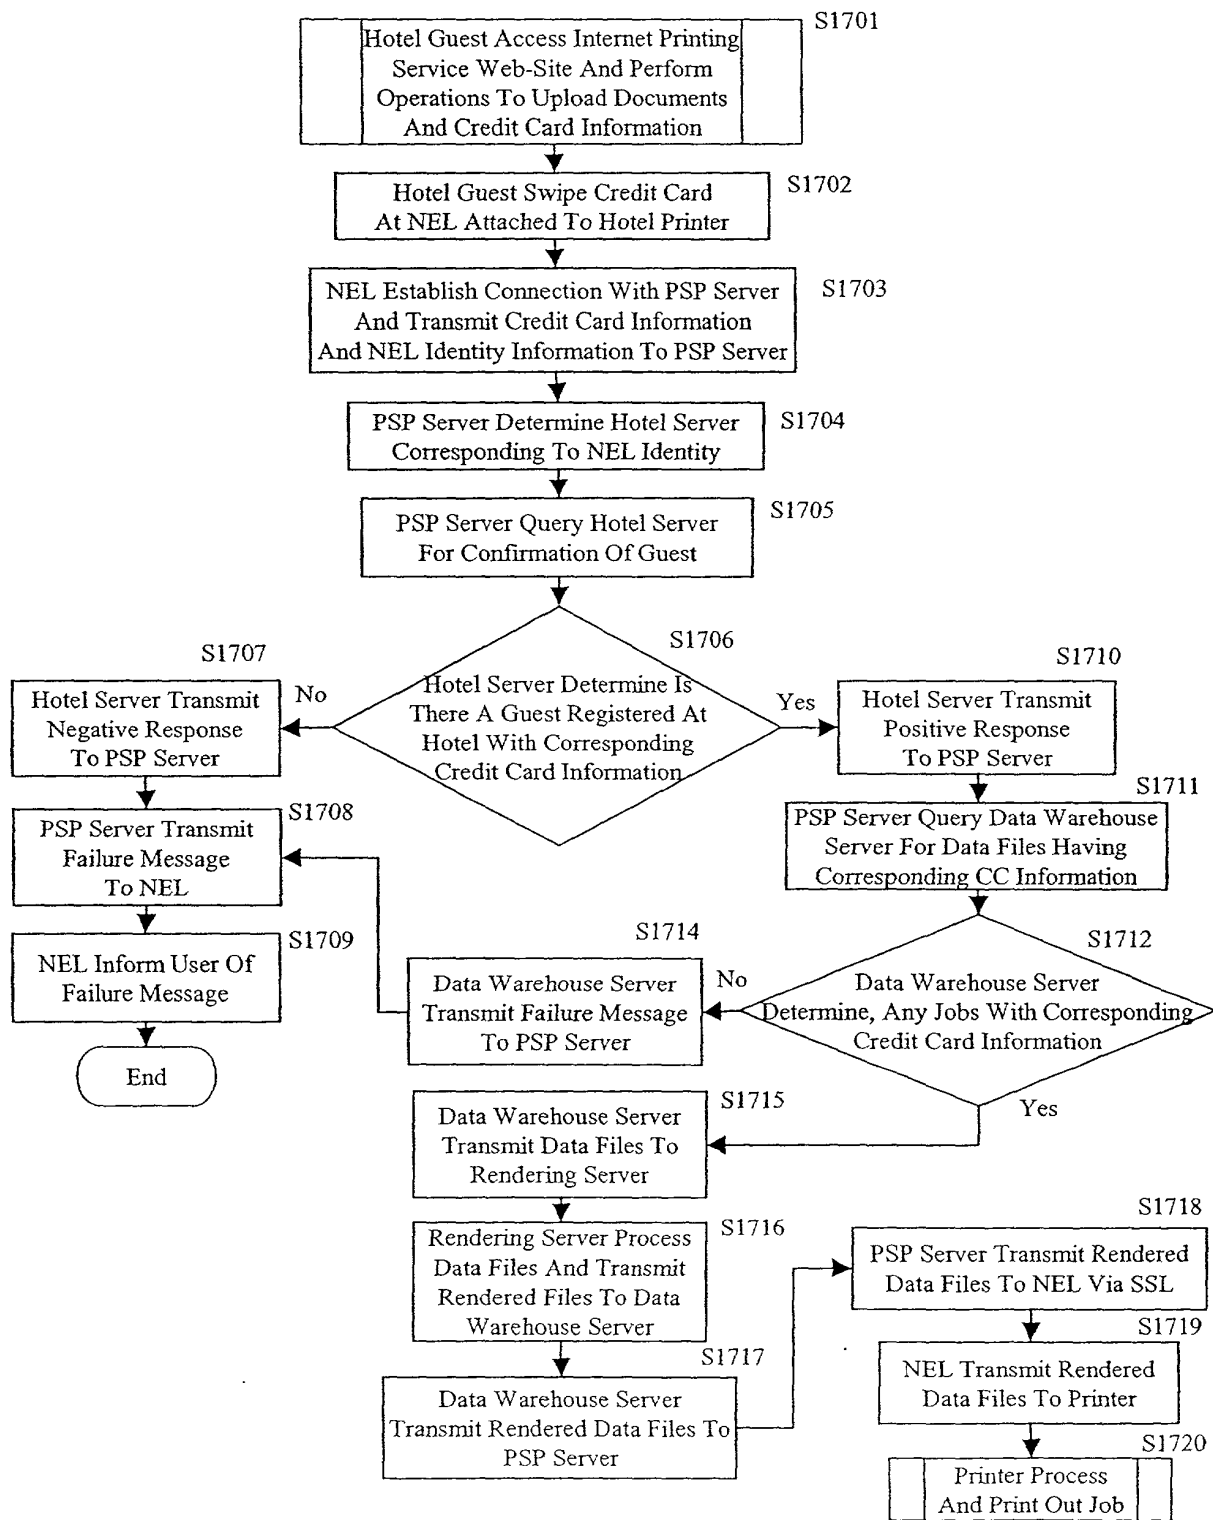 S1701
Hotel Guest Access Internet Printing
Service Web-Site And Perform
Operations To Upload Documents
And Credit Card Information
S1702
Hotel Guest Swipe Credit Card
At NEL Attached To Hotel Printer
S1703
NEL Establish Connection With PSP Server
And Transmit Credit Card Information
And NEL Identity Information To PSP Server
S1704
PSP Server Determine Hotel Server
Corresponding To NEL Identity
S1705
PSP Server Query Hotel Server
For Confirmation Of Guest
S1706
Hotel Server Determine Is
There A Guest Registered At
Hotel With Corresponding
Credit Card Information
No
Yes
S1707
Hotel Server Transmit
Negative Response
To PSP Server
S1708
PSP Server Transmit
Failure Message
To NEL
S1709
NEL Inform User Of
Failure Message
End
S1710
Hotel Server Transmit
Positive Response
To PSP Server
S1711
PSP Server Query Data Warehouse
Server For Data Files Having
Corresponding CC Information
S1712
Data Warehouse Server
Determine, Any Jobs With Corresponding
Credit Card Information
No
Yes
S1714
Data Warehouse Server
Transmit Failure Message
To PSP Server
S1715
Data Warehouse Server
Transmit Data Files To
Rendering Server
S1716
Rendering Server Process
Data Files And Transmit
Rendered Files To Data
Warehouse Server
S1717
Data Warehouse Server
Transmit Rendered Data Files To
PSP Server
S1718
PSP Server Transmit Rendered
Data Files To NEL Via SSL
S1719
NEL Transmit Rendered
Data Files To Printer
S1720
Printer Process
And Print Out Job